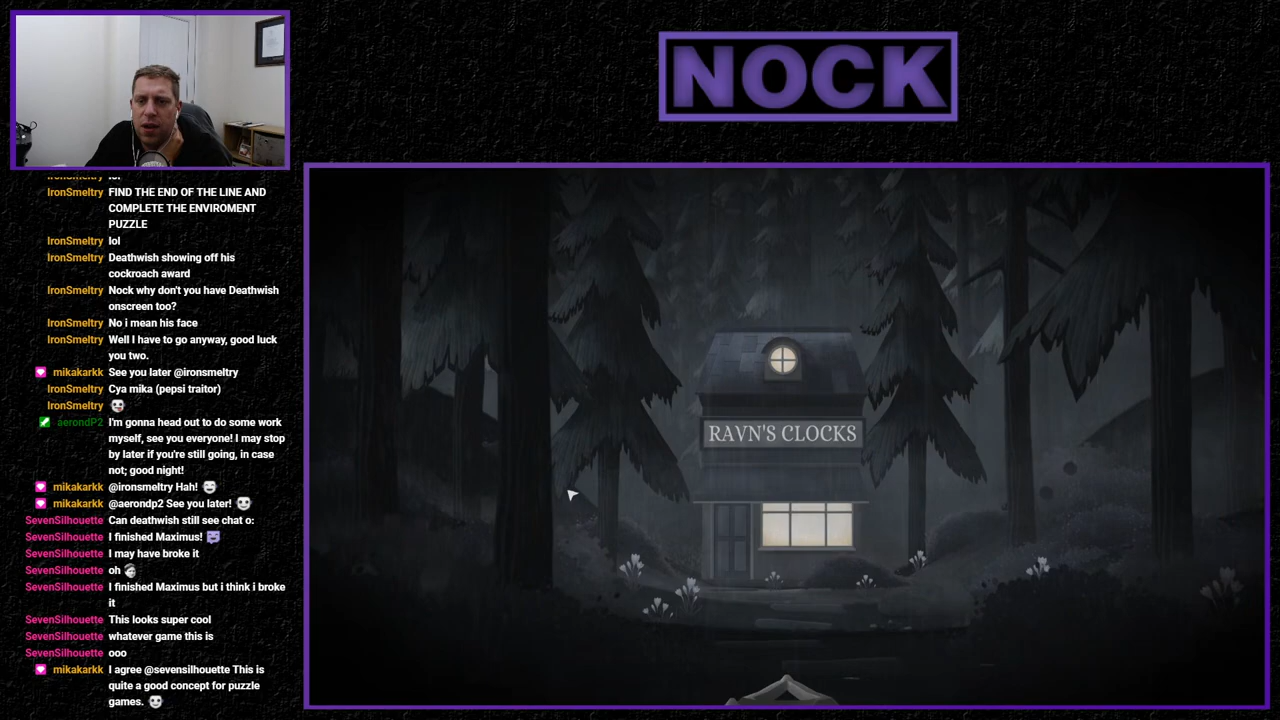 NOCK
lol
IronSmeltry FIND THE END OF THE LINE AND
COMPLETE THE ENVIROMENT
PUZZLE
IronSmeltry lol
IronSmeltry Deathwish showing off his
cockroach award
IronSmeltry Nock why don't you have Deathwish
onscreen too?
IronSmeltry No i mean his face
IronSmeltry Well I have to go anyway, good luck
you two.
mikakarkk See you later @ironsmeltry
IronSmeltry Cya mika (pepsi traitor)
IronSmeltry
aerondP2 I'm gonna head out to do some work
myself, see you everyone! I may stop
by later if you're still going, in case
not; good night!
mikakarkk @ironsmeltry Hah!
mikakarkk @aerondp2 See you later!
SevenSilhouette Can deathwish still see chat o:
SevenSilhouette I finished Maximus!
SevenSilhouette I may have broke it
SevenSilhouette oh
SevenSilhouette I finished Maximus but i think i broke
it
SevenSilhouette This looks super cool
SevenSilhouette whatever game this is
SevenSilhouette ooo
mikakarkk I agree @sevensilhouette This is
quite a good concept for puzzle
games.
RAVN'S CLOCKS